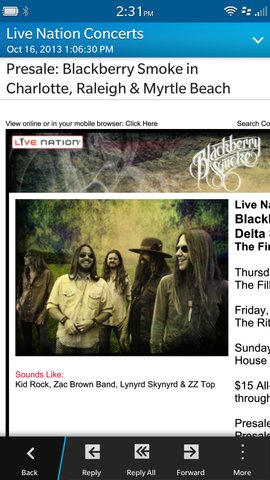 2:31PM
Live Nation Concerts
Oct 16, 2013 1:06:30 PM
Presale: Blackberry Smoke in
Charlotte, Raleigh & Myrtle Beach
View online or in your mobile browser: Click Here
Search Co
LIVE NATION
Blackberry
Smoke
Live Na
Blackl
Delta
The Fir
Thursd
The Fill
Friday,
The Rit
Sunday
House
$15 All-
through
Presale
Sounds Like:
Kid Rock, Zac Brown Band, Lynyrd Skynyrd & ZZ Top
Back
Reply
Reply All
Forward
More